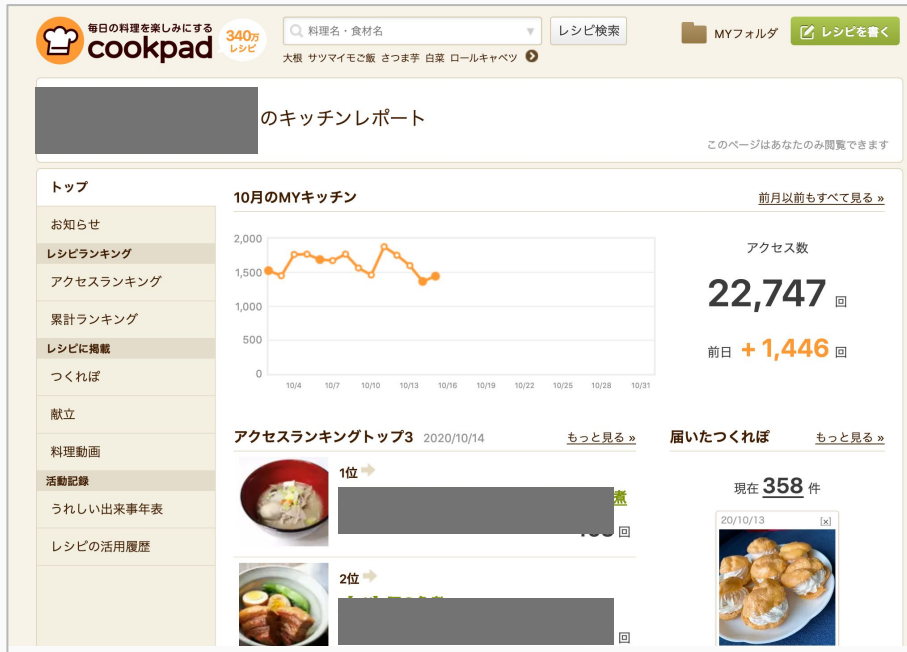 毎日の料理を楽しみにする
cookpad
340万
レシピ
料理名・食材名
レシピ検索
MYフォルダ
レシピを書く
大根 サツマイモご飯 さつま芋 白菜 ロールキャベツ
のキッチンレポート
このページはあなたのみ閲覧できます
トップ
お知らせ
レシピランキング
アクセスランキング
累計ランキング
レシピに掲載
つくれぽ
献立
料理動画
活動記録
うれしい出来事年表
レシピの活用履歴
10月のMYキッチン
前月以前もすべて見る »
2,000
1,500
1,000
500
0
10/4 10/7 10/10 10/13 10/16 10/19 10/22 10/25 10/28 10/31
アクセス数
22,747 回
前日 +1,446 回
アクセスランキングトップ3 2020/10/14
もっと見る »
1位
煮
回
2位
回
届いたつくれぽ
もっと見る »
現在 358 件
20/10/13 [x]